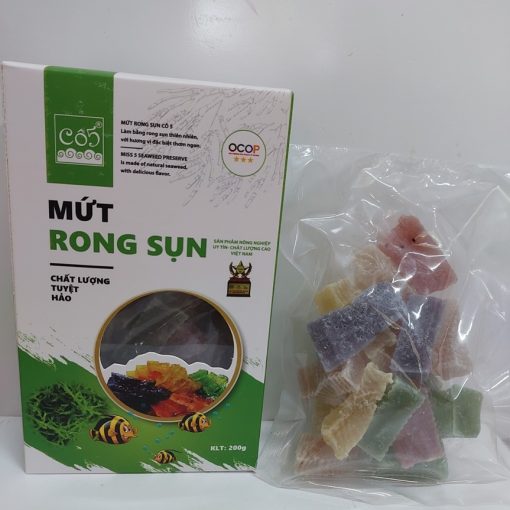 Cô5
MỨT RONG SỤN CÔ 5
Làm bằng rong sụn thiên nhiên,
với hương vị đặc biệt thơm ngon.
MISS 5 SEAWEED PRESERVE
is made of natural seaweed,
with delicious flavor.
OCOP
MỨT
RONG SỤN
SẢN PHẨM NÔNG NGHIỆP
UY TÍN- CHẤT LƯỢNG CAO
VIỆT NAM
CHẤT LƯỢNG
TUYỆT
HẢO
KLT: 200g